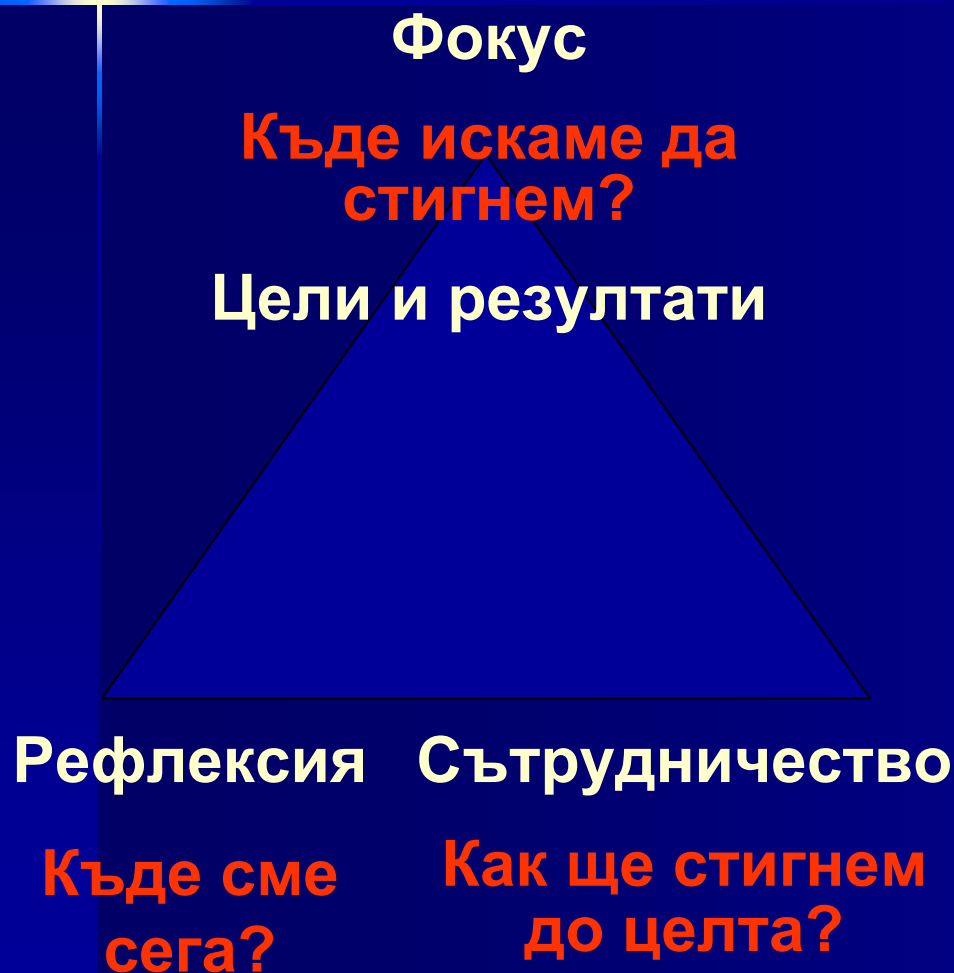 Фокус
Къде искаме да
стигнем?
Цели и резултати
Рефлексия
Сътрудничество
Къде сме
сега?
Как ще стигнем
до целта?